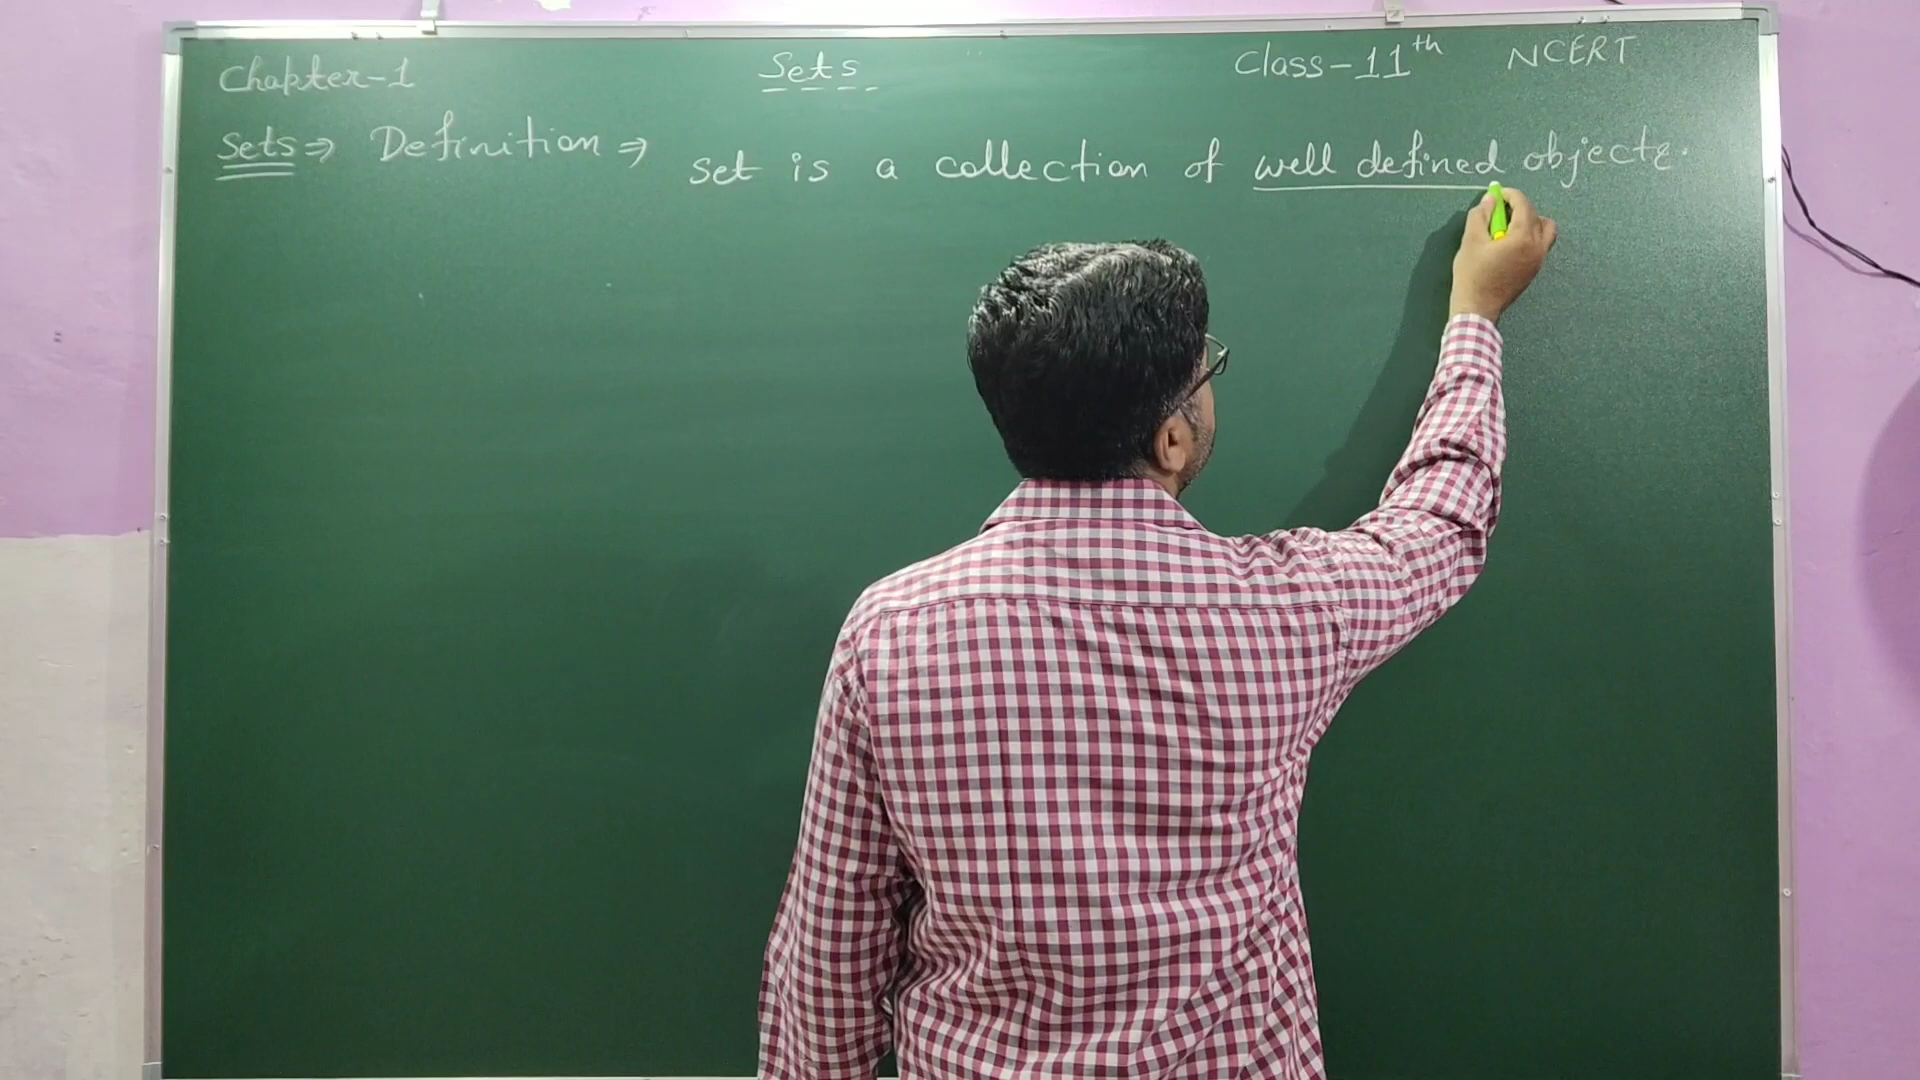 Chapter-1 Sets Class-11th NCERT
Sets ⇒ Definition ⇒ set is a collection of well defined objects.